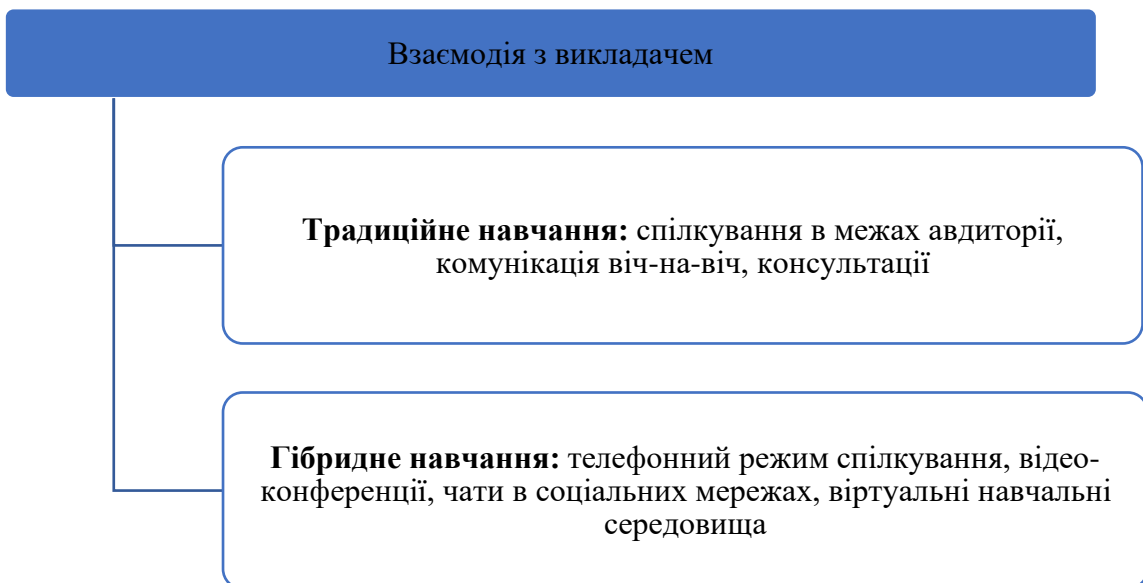 Взаємодія з викладачем
Традиційне навчання: спілкування в межах авдиторії,
комунікація віч-на-віч, консультації
Гібридне навчання: телефонний режим спілкування, відео-
конференції, чати в соціальних мережах, віртуальні навчальні
середовища